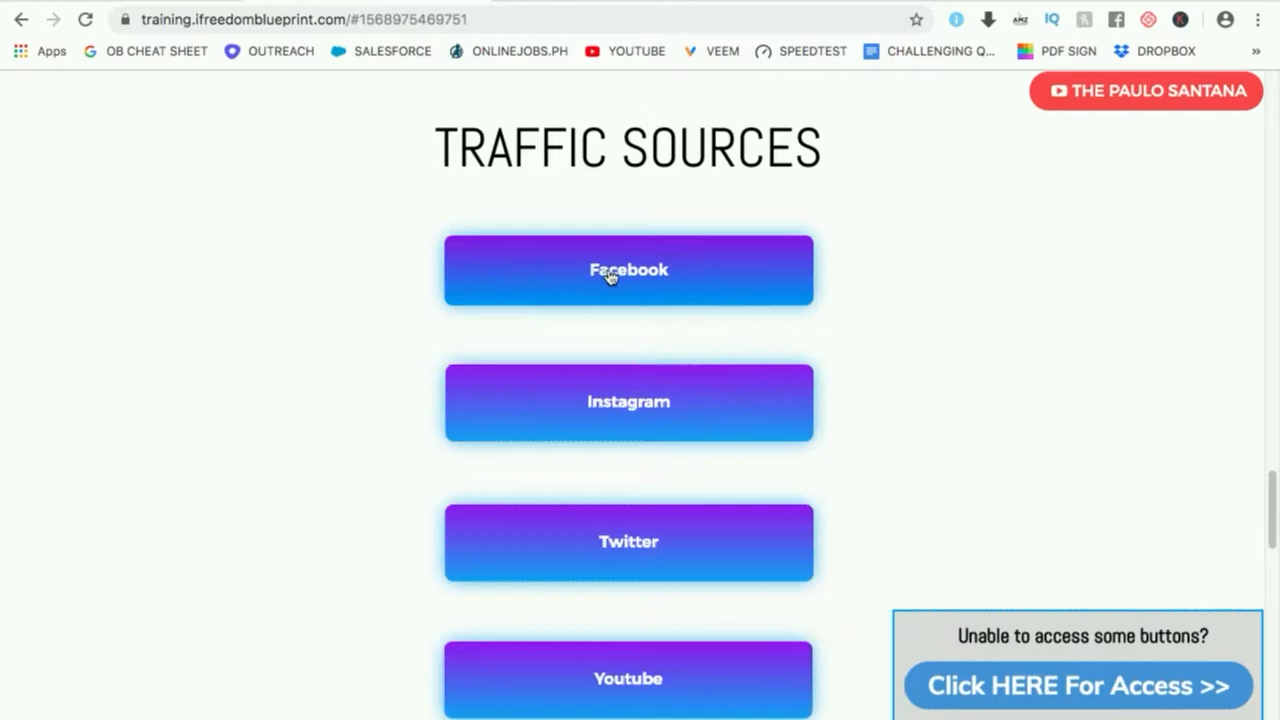 training.ifreedomblueprint.com/#1568975469751
Apps OB CHEAT SHEET OUTREACH SALESFORCE ONLINEJOBS.PH YOUTUBE VEEM SPEEDTEST CHALLENGING Q... PDF SIGN DROPBOX »
THE PAULO SANTANA
TRAFFIC SOURCES
Facebook
Instagram
Twitter
Youtube
Unable to access some buttons?
Click HERE For Access >>